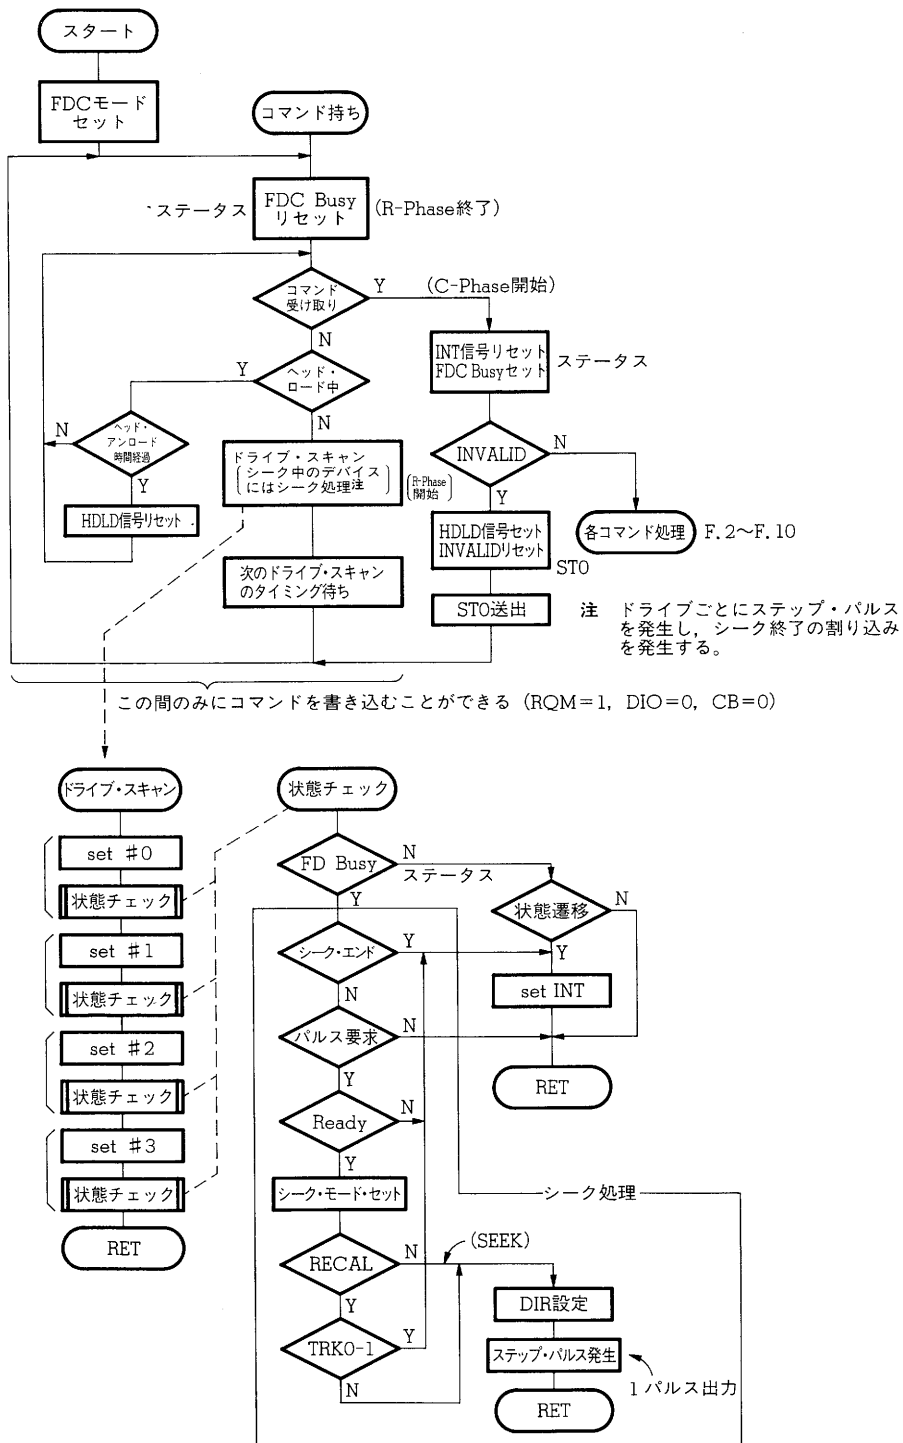 スタート
FDCモード
セット
コマンド持ち
ステータス
FDC Busy
リセット
(R-Phase終了)
コマンド
受け取り
Y
(C-Phase開始)
N
INT信号リセット
FDC Busyセット
ステータス
ヘッド・
ロード中
Y
N
ヘッド・
アンロード
時間経過
N
Y
HDLD信号リセット
ドライブ・スキャン
(シーク中のデバイス
にはシーク処理注)
INVALID
N
Y
(R-Phase
開始)
HDLD信号セット
INVALIDリセット
STO
各コマンド処理
F.2〜F.10
次のドライブ・スキャン
のタイミング待ち
STO送出
注 ドライブごとにステップ・パルス
を発生し,シーク終了の割り込み
を発生する。
この間のみにコマンドを書き込むことができる (RQM=1, DIO=0, CB=0)
ドライブ・スキャン
set #0
状態チェック
set #1
状態チェック
set #2
状態チェック
set #3
状態チェック
RET
状態チェック
FD Busy
N
ステータス
Y
状態遷移
N
Y
シーク・エンド
Y
N
set INT
パルス要求
N
Y
RET
Ready
N
Y
シーク・モード・セット
シーク処理
RECAL
N
(SEEK)
Y
DIR設定
TRK0-1
Y
N
ステップ・パルス発生
1パルス出力
RET